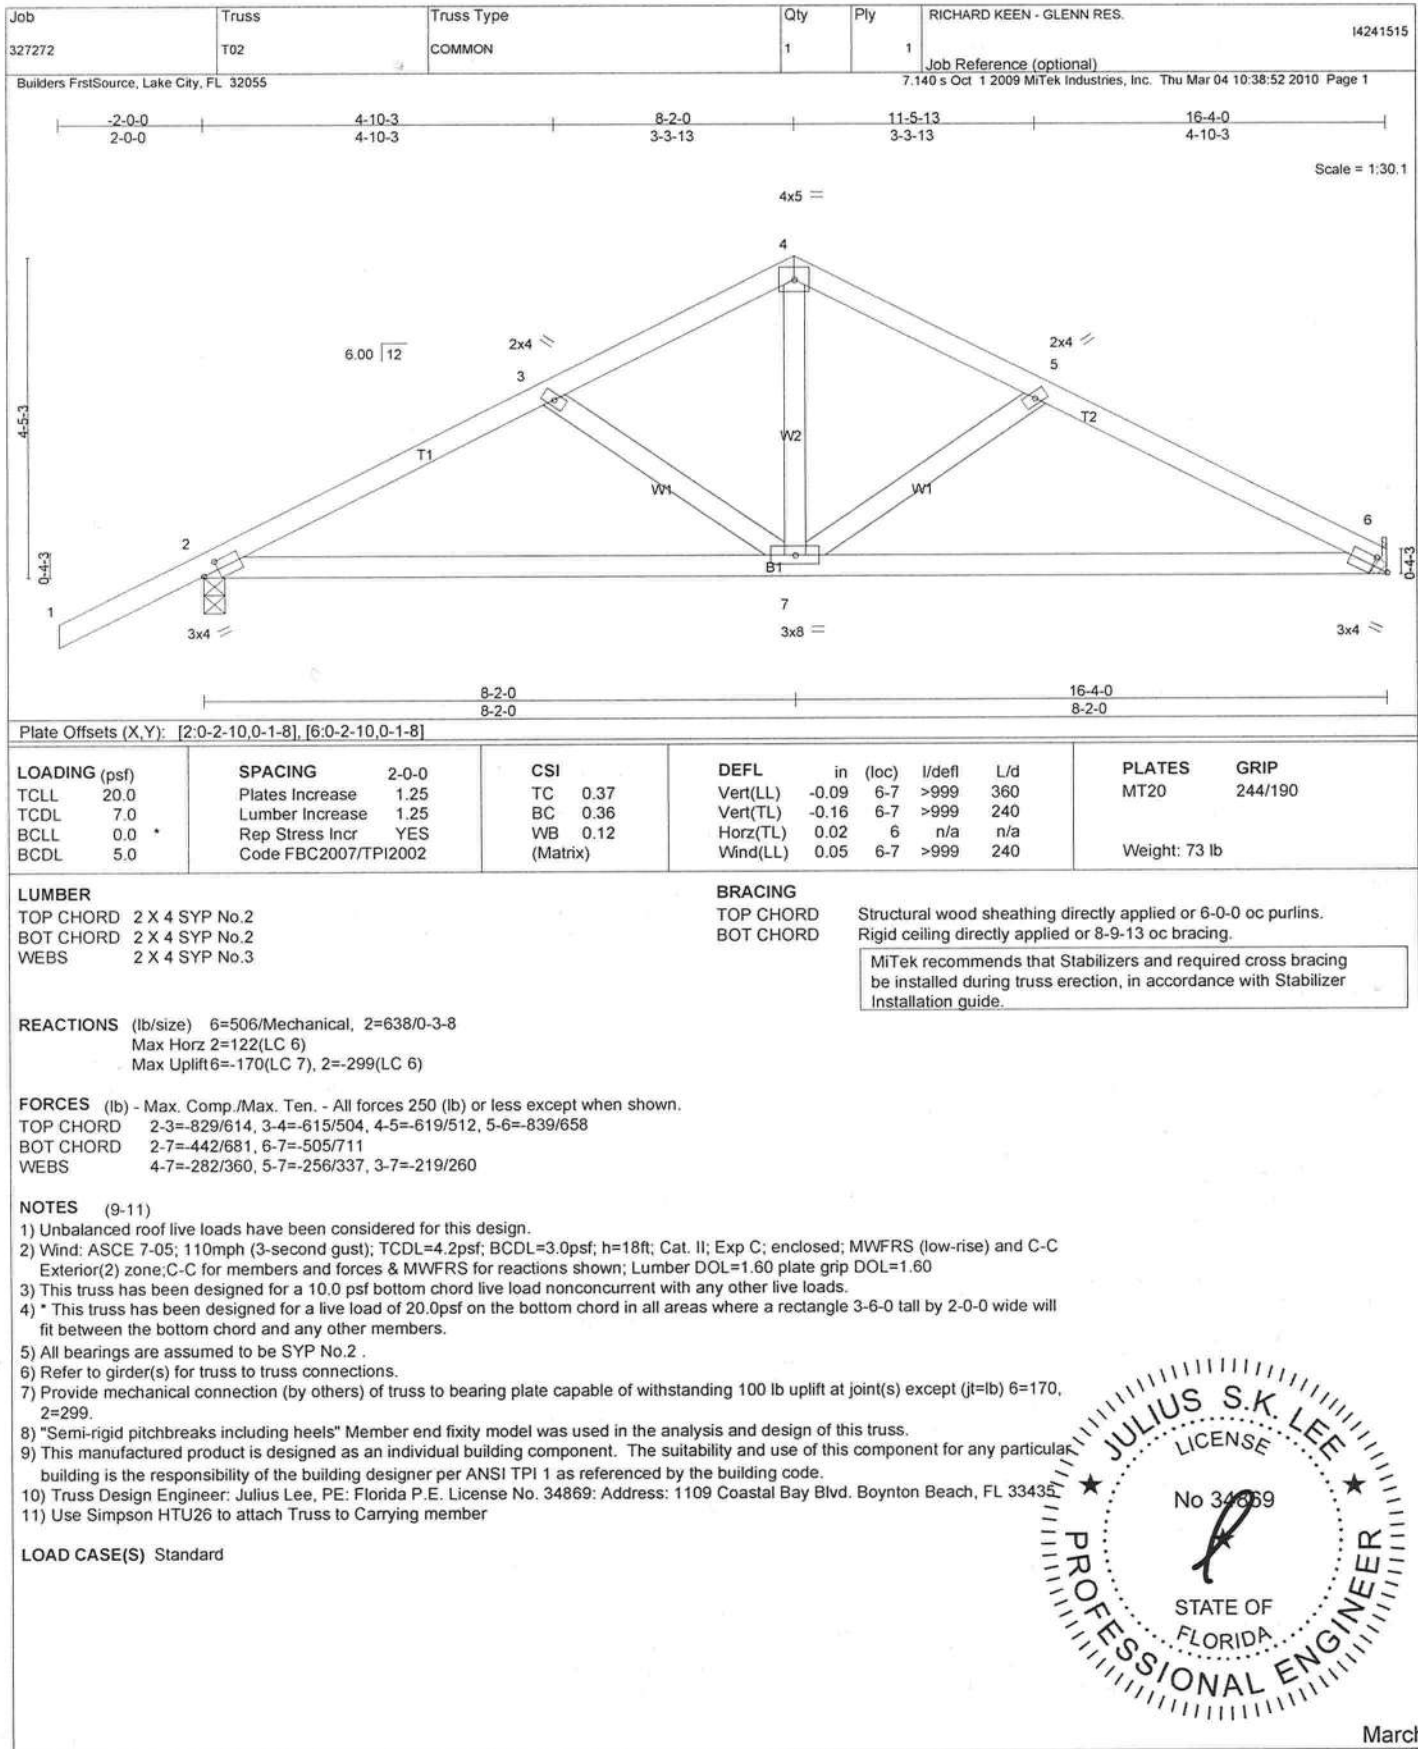 Job Truss Truss Type Qty Ply RICHARD KEEN - GLENN RES.
I4241515
327272 T02 COMMON 1 1
Job Reference (optional)
Builders FrstSource, Lake City, FL 32055 7.140 s Oct 1 2009 MiTek Industries, Inc. Thu Mar 04 10:38:52 2010 Page 1
-2-0-0 4-10-3 8-2-0 11-5-13 16-4-0
2-0-0 4-10-3 3-3-13 3-3-13 4-10-3
Scale = 1:30.1
4x5 =
4
6.00 12
2x4
3
2x4
5
4-5-3
T1
W1
W2
W1
T2
0-4-3
2
6
0-4-3
1
B1
7
3x4
3x8 =
3x4
8-2-0 16-4-0
8-2-0 8-2-0
Plate Offsets (X,Y): [2:0-2-10,0-1-8], [6:0-2-10,0-1-8]
LOADING (psf) SPACING 2-0-0 CSI DEFL in (loc) l/defl L/d PLATES GRIP
TCLL 20.0 Plates Increase 1.25 TC 0.37 Vert(LL) -0.09 6-7 >999 360 MT20 244/190
TCDL 7.0 Lumber Increase 1.25 BC 0.36 Vert(TL) -0.16 6-7 >999 240
BCLL 0.0 * Rep Stress Incr YES WB 0.12 Horz(TL) 0.02 6 n/a n/a
BCDL 5.0 Code FBC2007/TPI2002 (Matrix) Wind(LL) 0.05 6-7 >999 240 Weight: 73 lb
LUMBER
TOP CHORD 2 X 4 SYP No.2
BOT CHORD 2 X 4 SYP No.2
WEBS 2 X 4 SYP No.3
BRACING
TOP CHORD Structural wood sheathing directly applied or 6-0-0 oc purlins.
BOT CHORD Rigid ceiling directly applied or 8-9-13 oc bracing.
MiTek recommends that Stabilizers and required cross bracing
be installed during truss erection, in accordance with Stabilizer
Installation guide.
REACTIONS (lb/size) 6=506/Mechanical, 2=638/0-3-8
Max Horz 2=122(LC 6)
Max Uplift6=-170(LC 7), 2=-299(LC 6)
FORCES (lb) - Max. Comp./Max. Ten. - All forces 250 (lb) or less except when shown.
TOP CHORD 2-3=-829/614, 3-4=-615/504, 4-5=-619/512, 5-6=-839/658
BOT CHORD 2-7=-442/681, 6-7=-505/711
WEBS 4-7=-282/360, 5-7=-256/337, 3-7=-219/260
NOTES (9-11)
1) Unbalanced roof live loads have been considered for this design.
2) Wind: ASCE 7-05; 110mph (3-second gust); TCDL=4.2psf; BCDL=3.0psf; h=18ft; Cat. II; Exp C; enclosed; MWFRS (low-rise) and C-C
Exterior(2) zone;C-C for members and forces & MWFRS for reactions shown; Lumber DOL=1.60 plate grip DOL=1.60
3) This truss has been designed for a 10.0 psf bottom chord live load nonconcurrent with any other live loads.
4) * This truss has been designed for a live load of 20.0psf on the bottom chord in all areas where a rectangle 3-6-0 tall by 2-0-0 wide will
fit between the bottom chord and any other members.
5) All bearings are assumed to be SYP No.2 .
6) Refer to girder(s) for truss to truss connections.
7) Provide mechanical connection (by others) of truss to bearing plate capable of withstanding 100 lb uplift at joint(s) except (jt=lb) 6=170,
2=299.
8) "Semi-rigid pitchbreaks including heels" Member end fixity model was used in the analysis and design of this truss.
9) This manufactured product is designed as an individual building component. The suitability and use of this component for any particular
building is the responsibility of the building designer per ANSI TPI 1 as referenced by the building code.
10) Truss Design Engineer: Julius Lee, PE: Florida P.E. License No. 34869: Address: 1109 Coastal Bay Blvd. Boynton Beach, FL 33435
11) Use Simpson HTU26 to attach Truss to Carrying member
LOAD CASE(S) Standard
JULIUS S.K. LEE
LICENSE
No 34869
STATE OF
FLORIDA
PROFESSIONAL ENGINEER
March